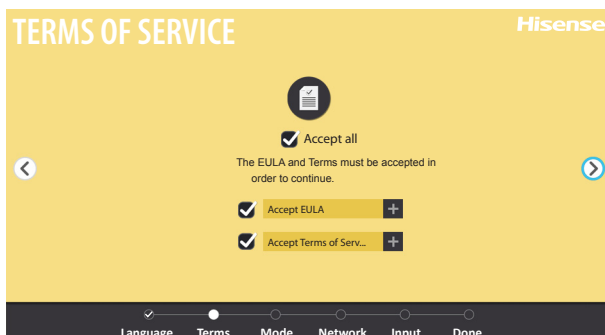 TERMS OF SERVICE
Hisense
Accept all
The EULA and Terms must be accepted in
order to continue.
Accept EULA
Accept Terms of Serv...
Language Terms Mode Network Input Done